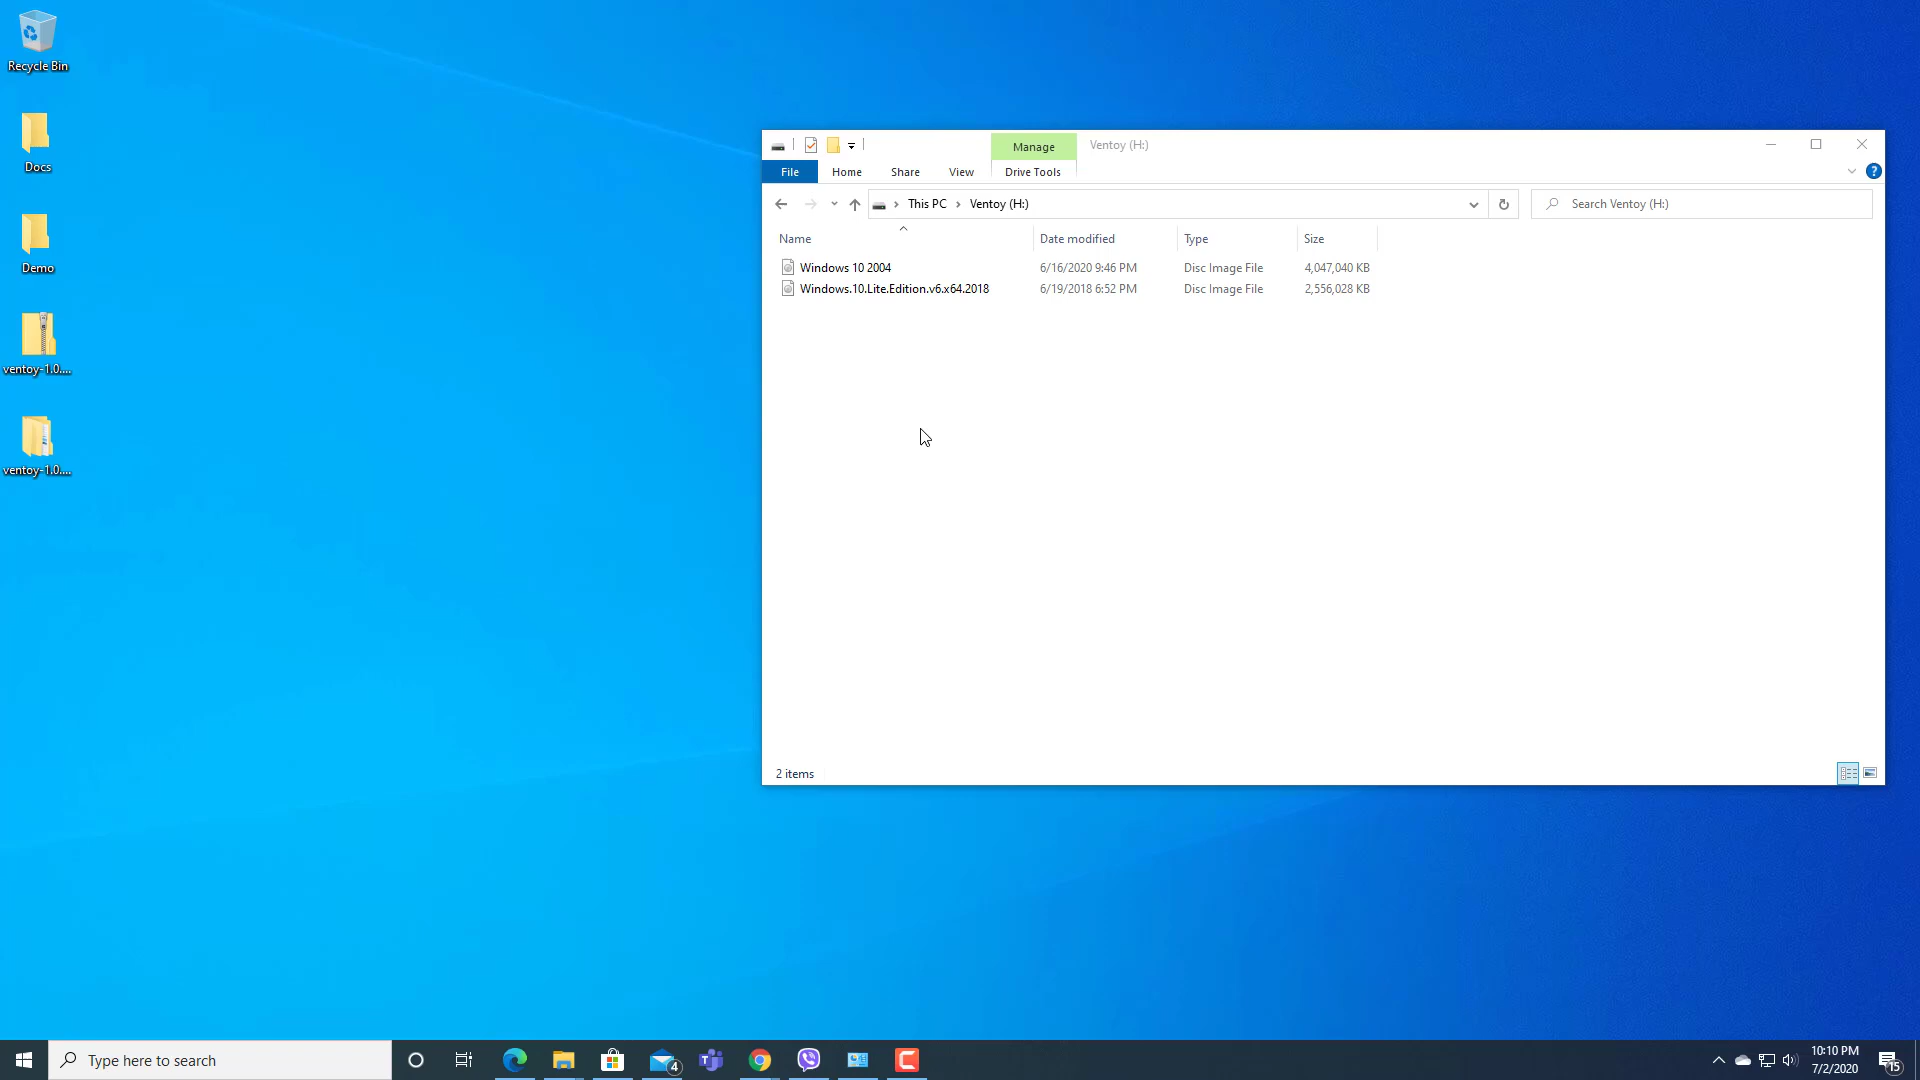 Recycle Bin
Docs
Demo
ventoy-1.0....
ventoy-1.0....
Manage
Ventoy (H:)
File
Home
Share
View
Drive Tools
?
This PC
Ventoy (H:)
Search Ventoy (H:)
Name
Date modified
Type
Size
Windows 10 2004
6/16/2020 9:46 PM
Disc Image File
4,047,040 KB
Windows.10.Lite.Edition.v6.x64.2018
6/19/2018 6:52 PM
Disc Image File
2,556,028 KB
2 items
Type here to search
4
10:10 PM
7/2/2020
15